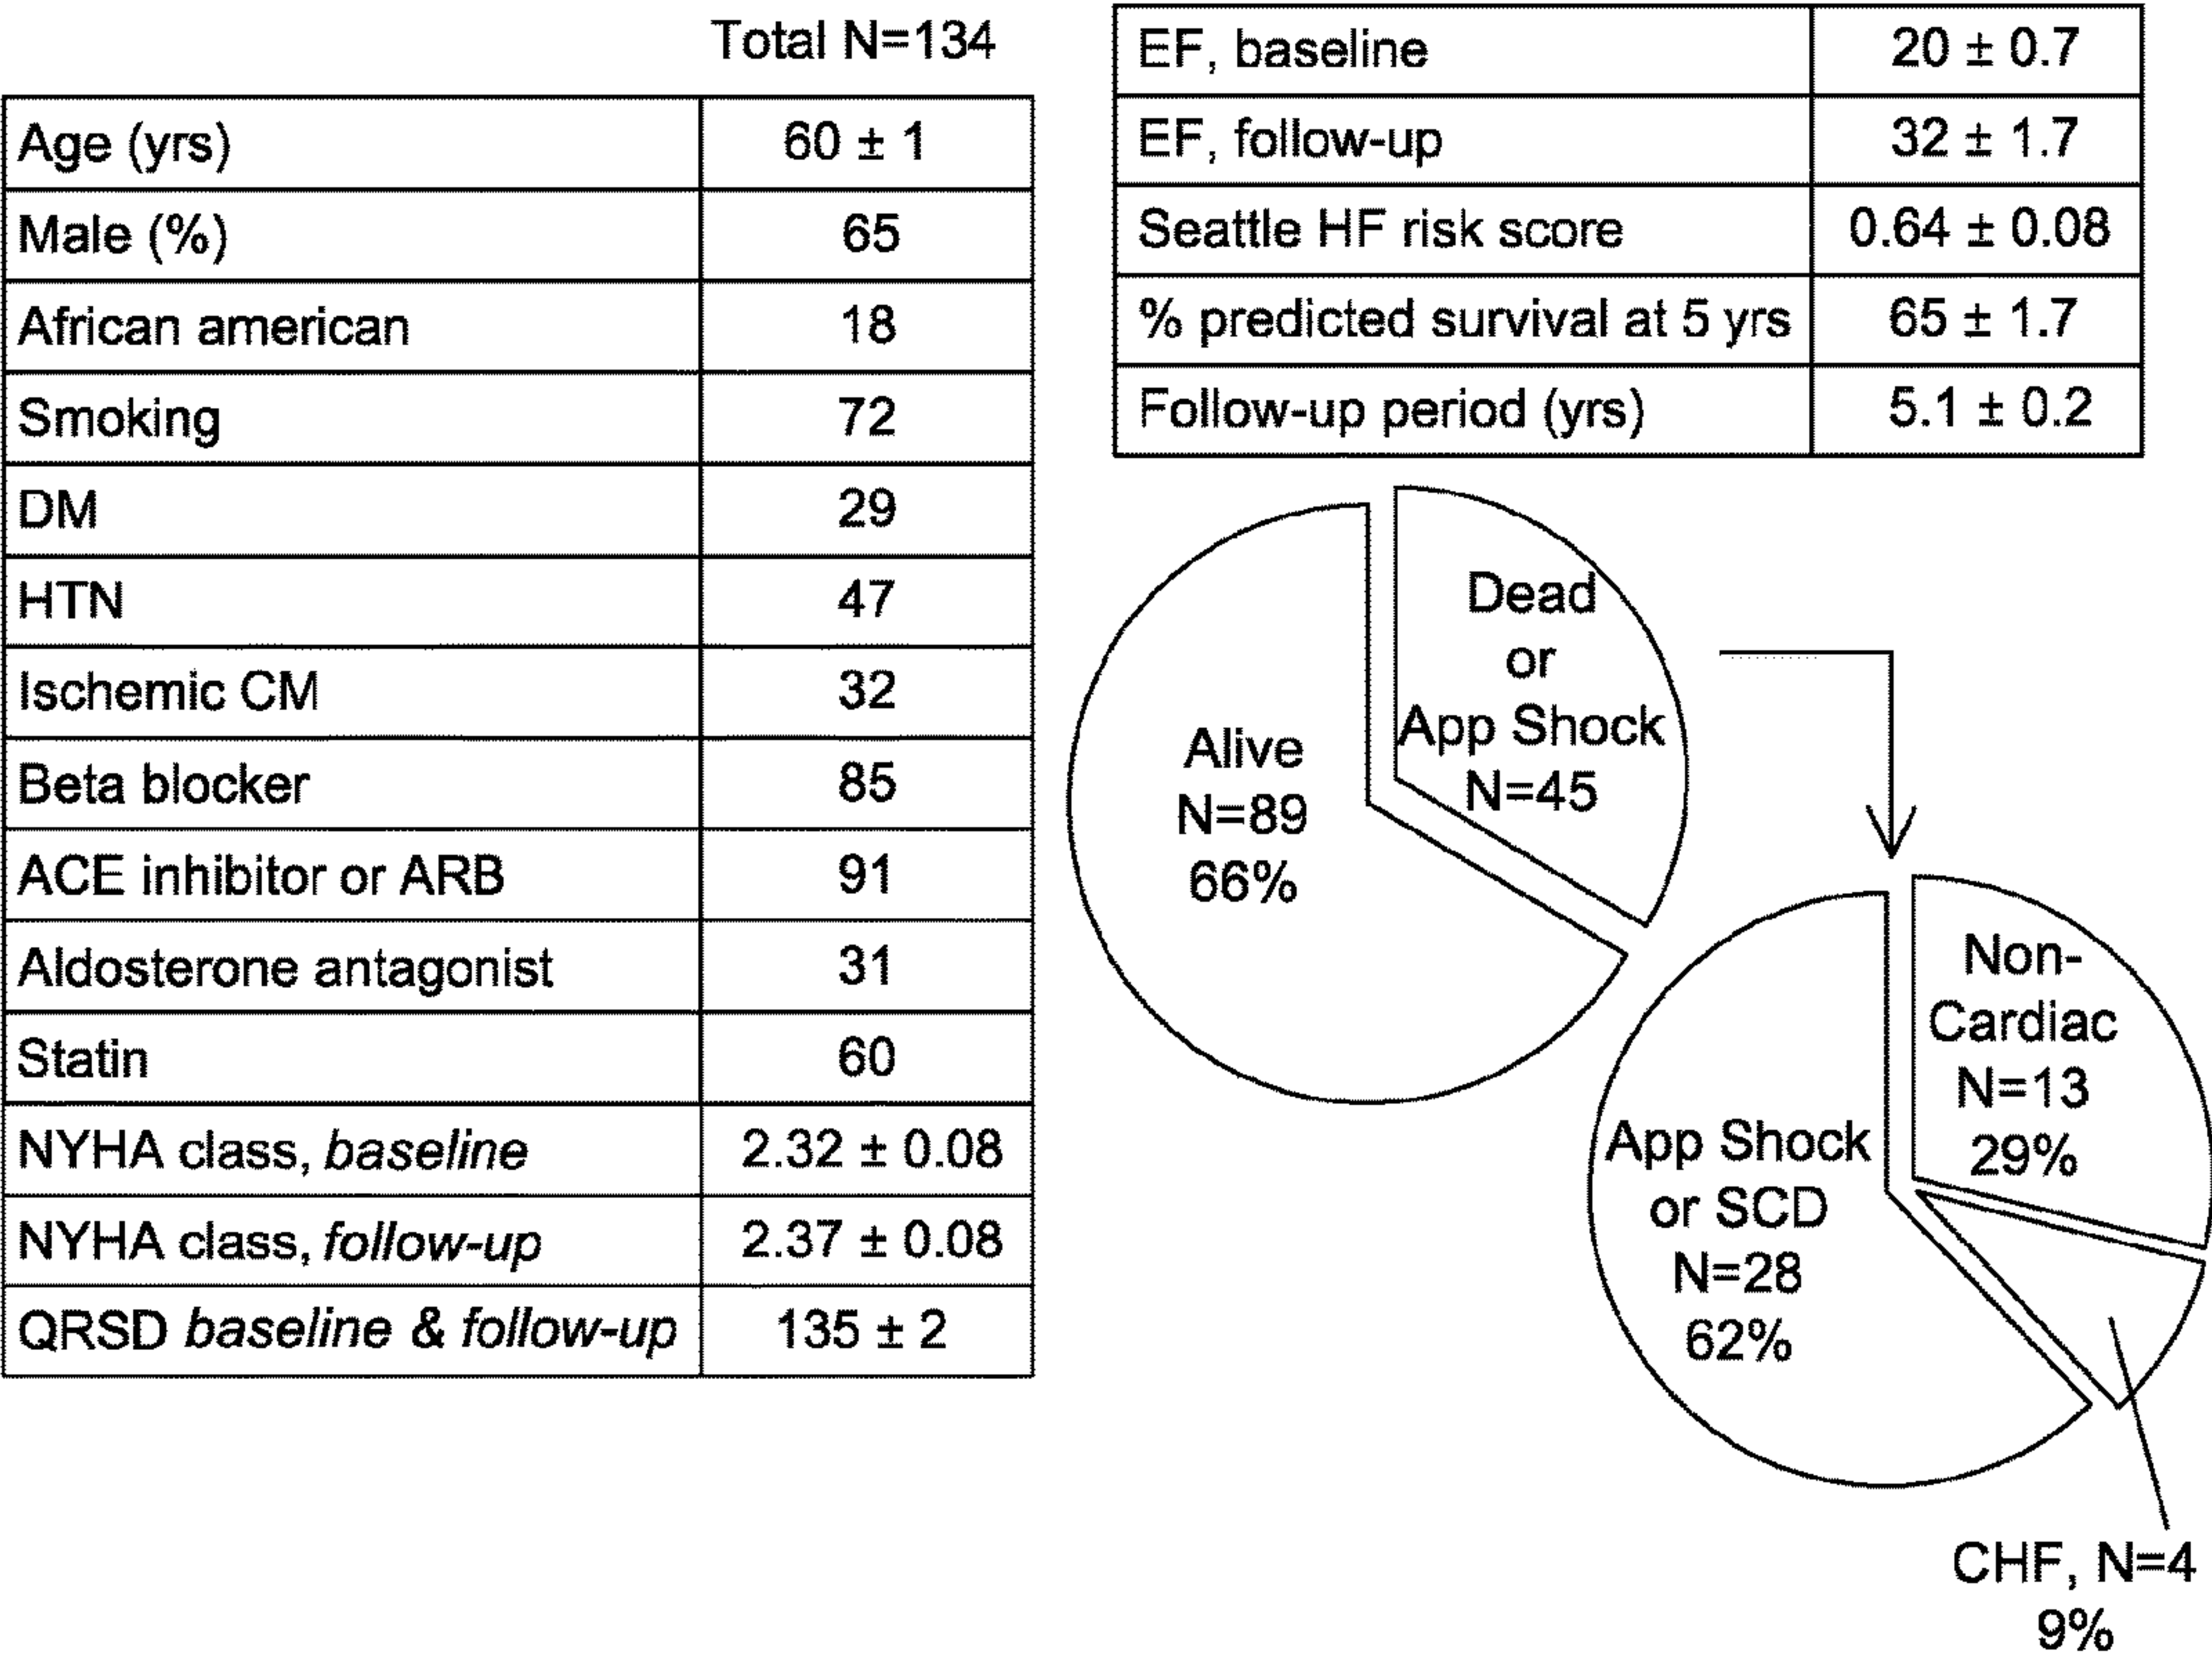 Total N=134
Age (yrs) 60 ± 1
Male (%) 65
African american 18
Smoking 72
DM 29
HTN 47
Ischemic CM 32
Beta blocker 85
ACE inhibitor or ARB 91
Aldosterone antagonist 31
Statin 60
NYHA class, baseline 2.32 ± 0.08
NYHA class, follow-up 2.37 ± 0.08
QRSD baseline & follow-up 135 ± 2
EF, baseline 20 ± 0.7
EF, follow-up 32 ± 1.7
Seattle HF risk score 0.64 ± 0.08
% predicted survival at 5 yrs 65 ± 1.7
Follow-up period (yrs) 5.1 ± 0.2
Alive
N=89
66%
Dead
or
App Shock
N=45
App Shock
or SCD
N=28
62%
Non-
Cardiac
N=13
29%
CHF, N=4
9%